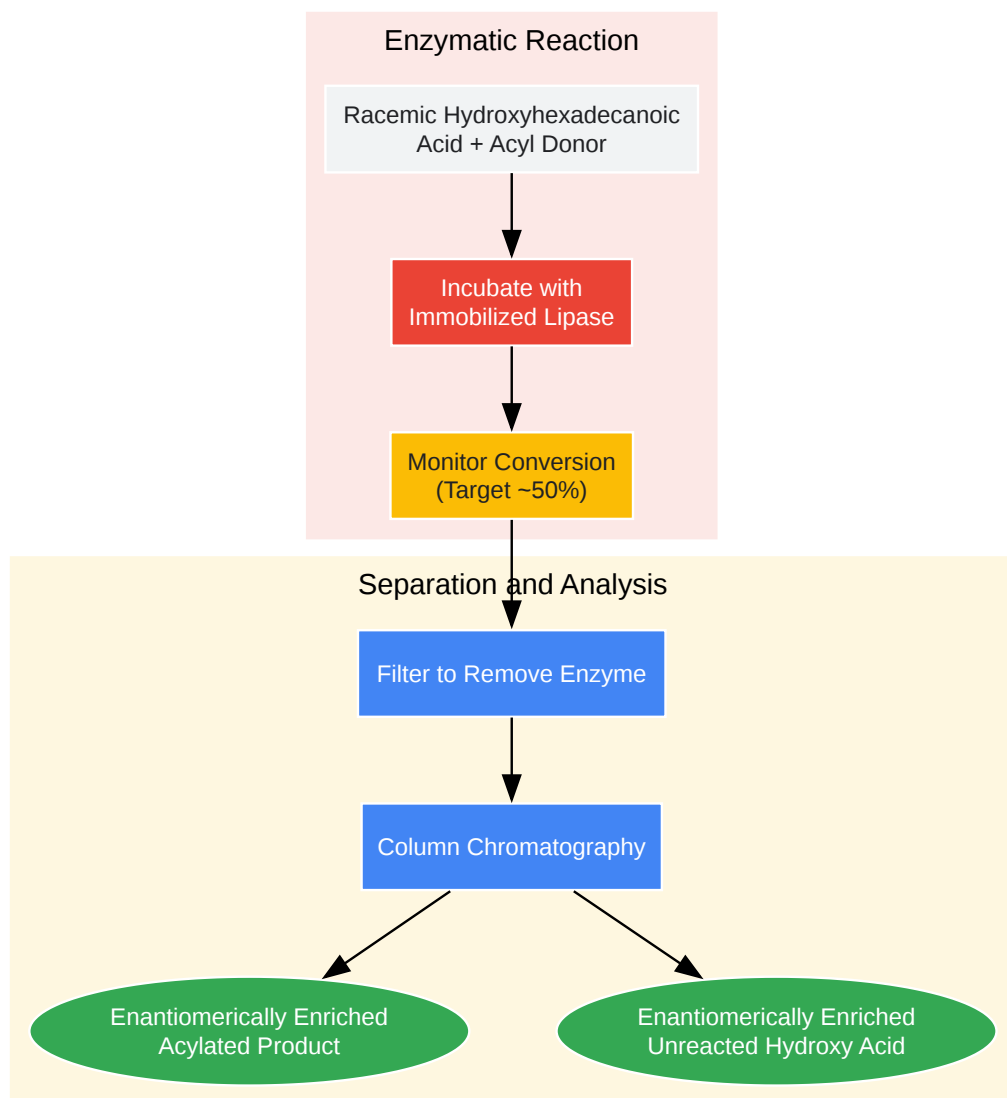 Enzymatic Reaction
Racemic Hydroxyhexadecanoic
Acid + Acyl Donor
Incubate with
Immobilized Lipase
Monitor Conversion
(Target ~50%)
Separation and Analysis
Filter to Remove Enzyme
Column Chromatography
Enantiomerically Enriched
Acylated Product
Enantiomerically Enriched
Unreacted Hydroxy Acid